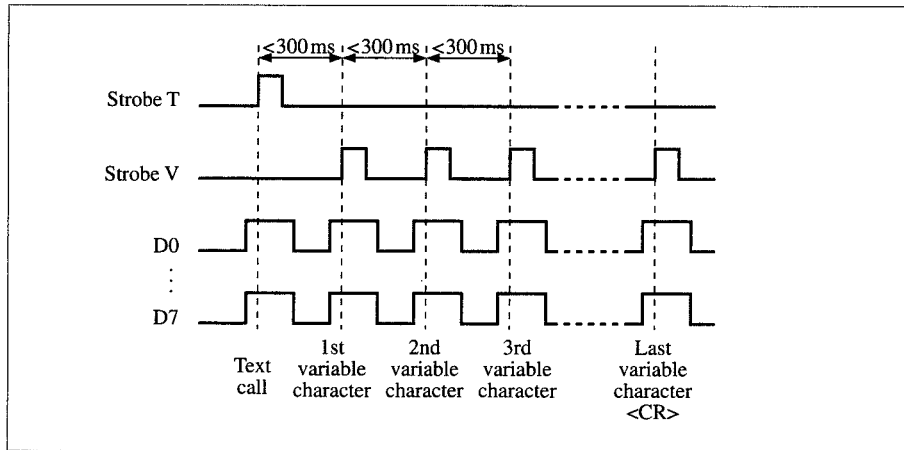 <300 ms <300 ms <300 ms
Strobe T
Strobe V
D0
⋮
D7
Text
call
1st
variable
character
2nd
variable
character
3rd
variable
character
Last
variable
character
<CR>